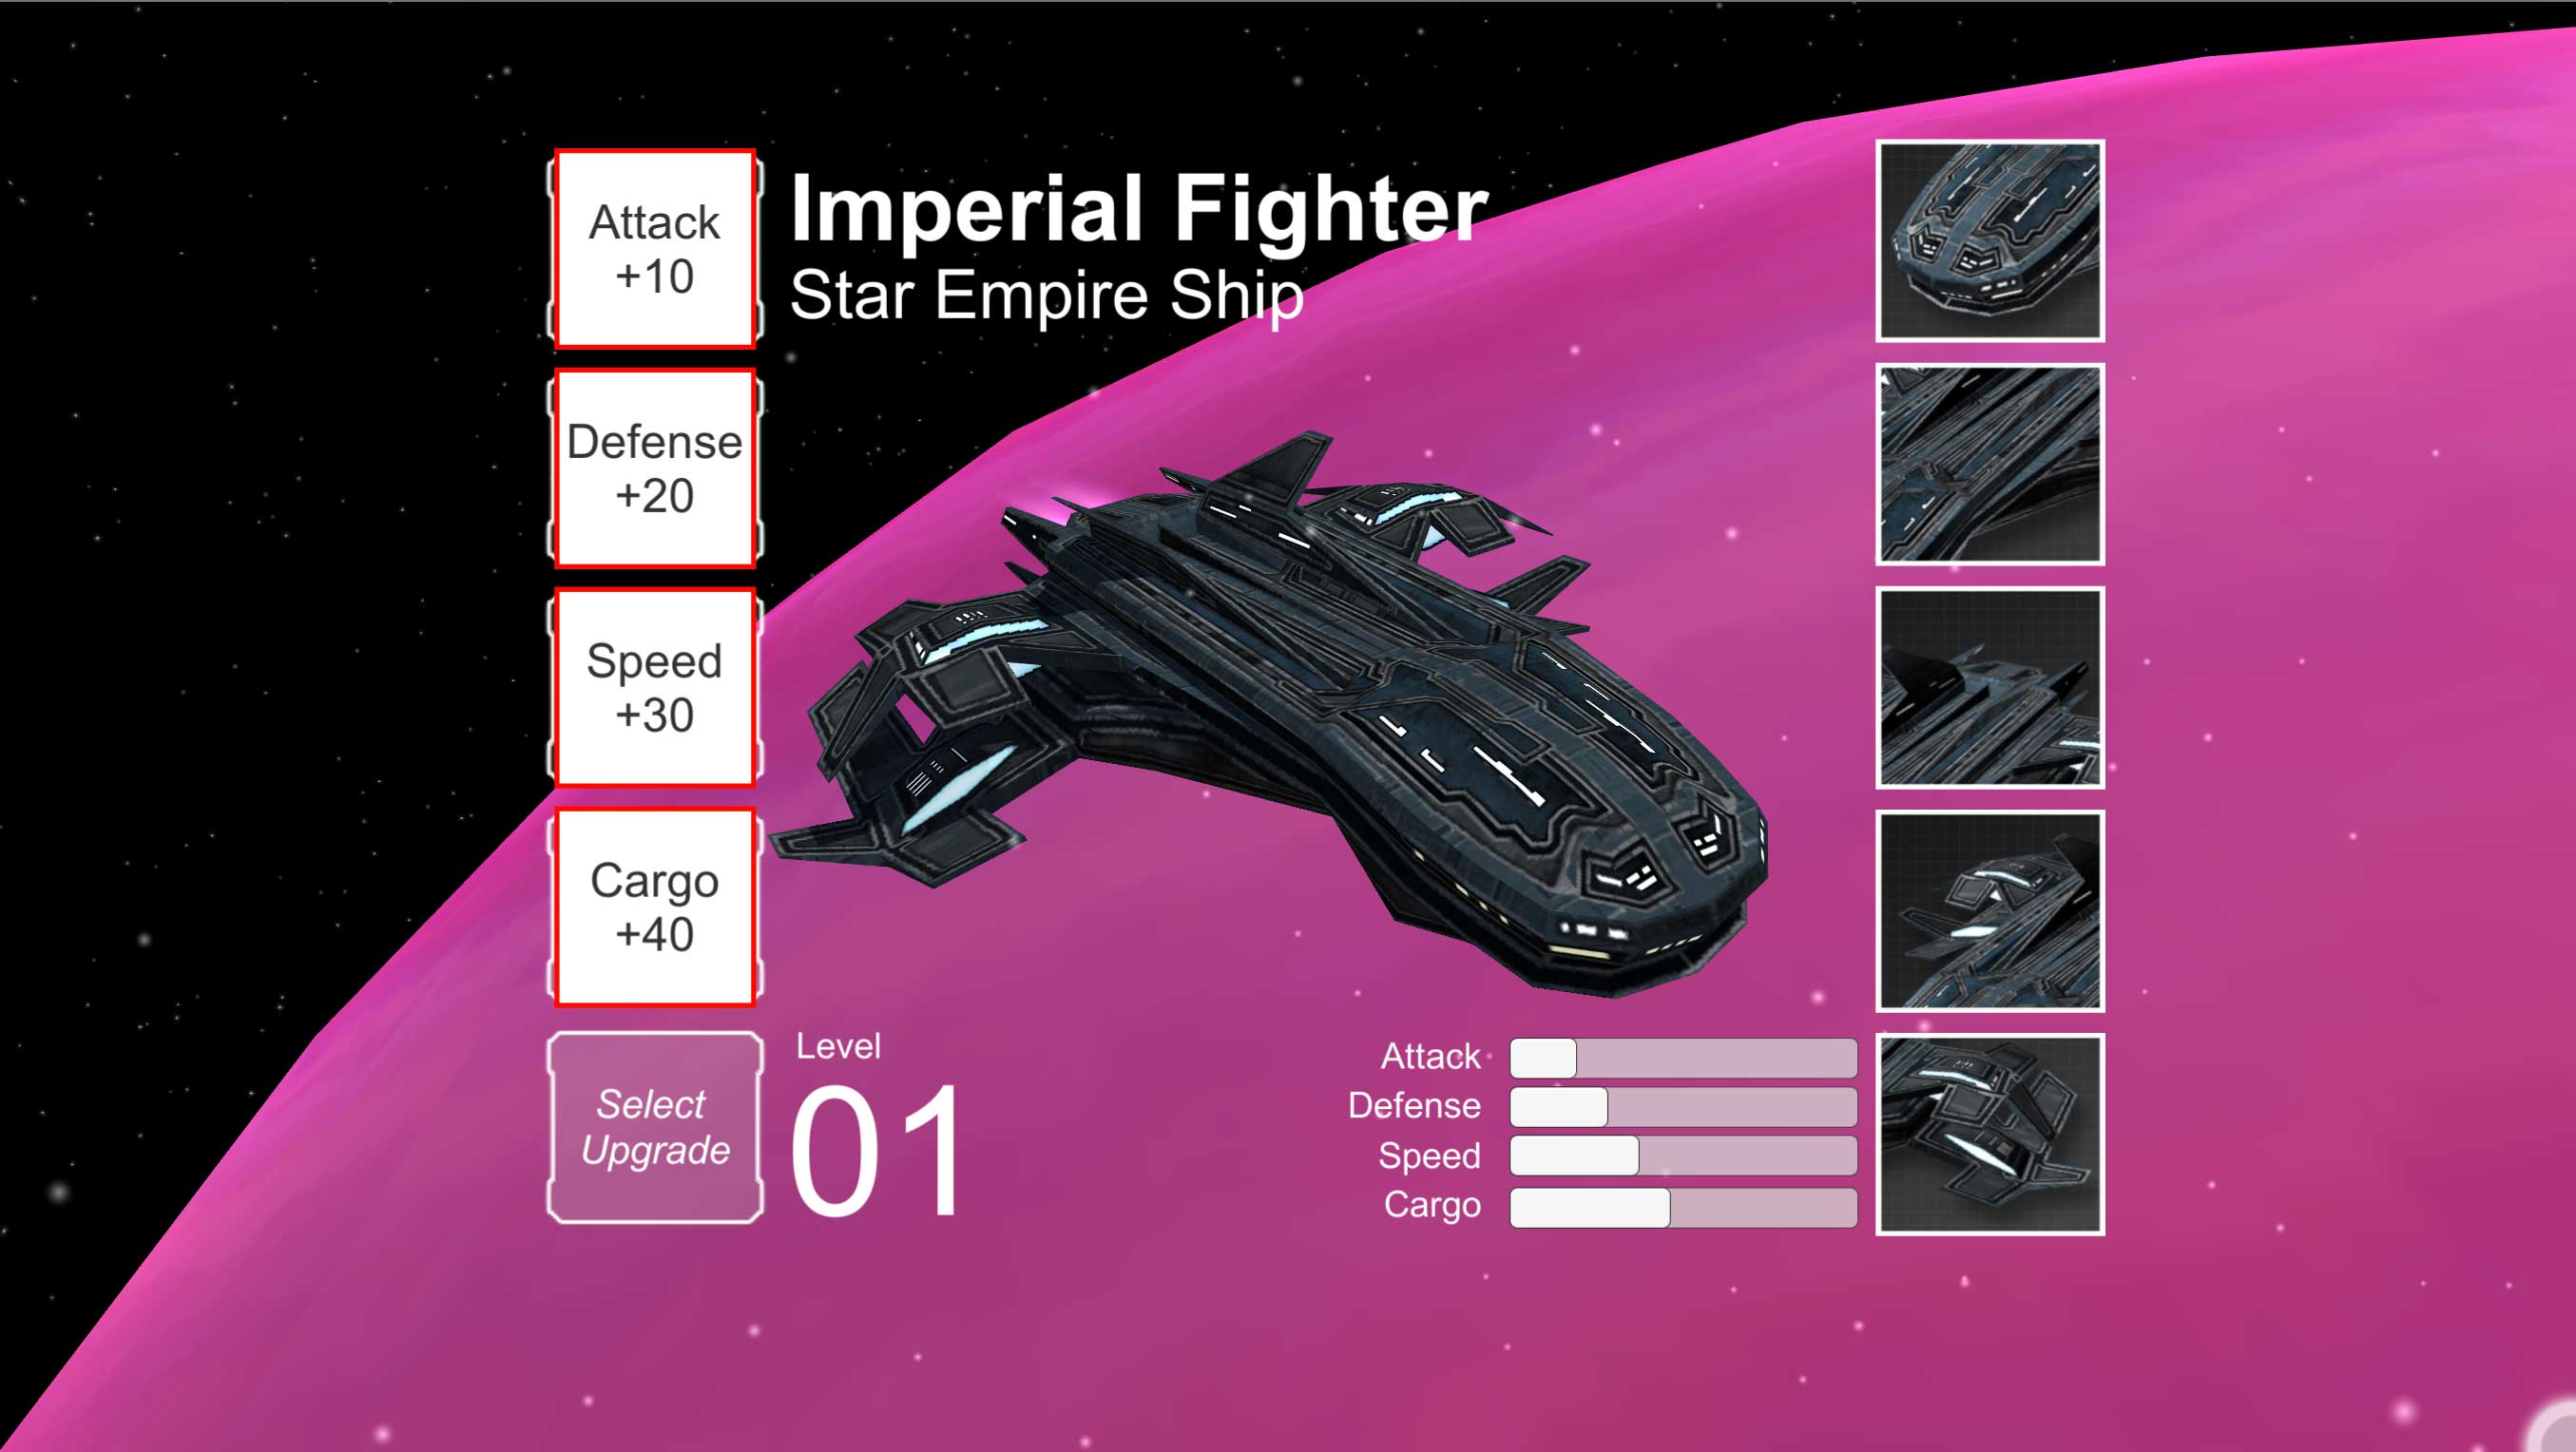 Attack
+10
Imperial Fighter
Star Empire Ship
Defense
+20
Speed
+30
Cargo
+40
Select
Upgrade
Level
01
Attack
Defense
Speed
Cargo